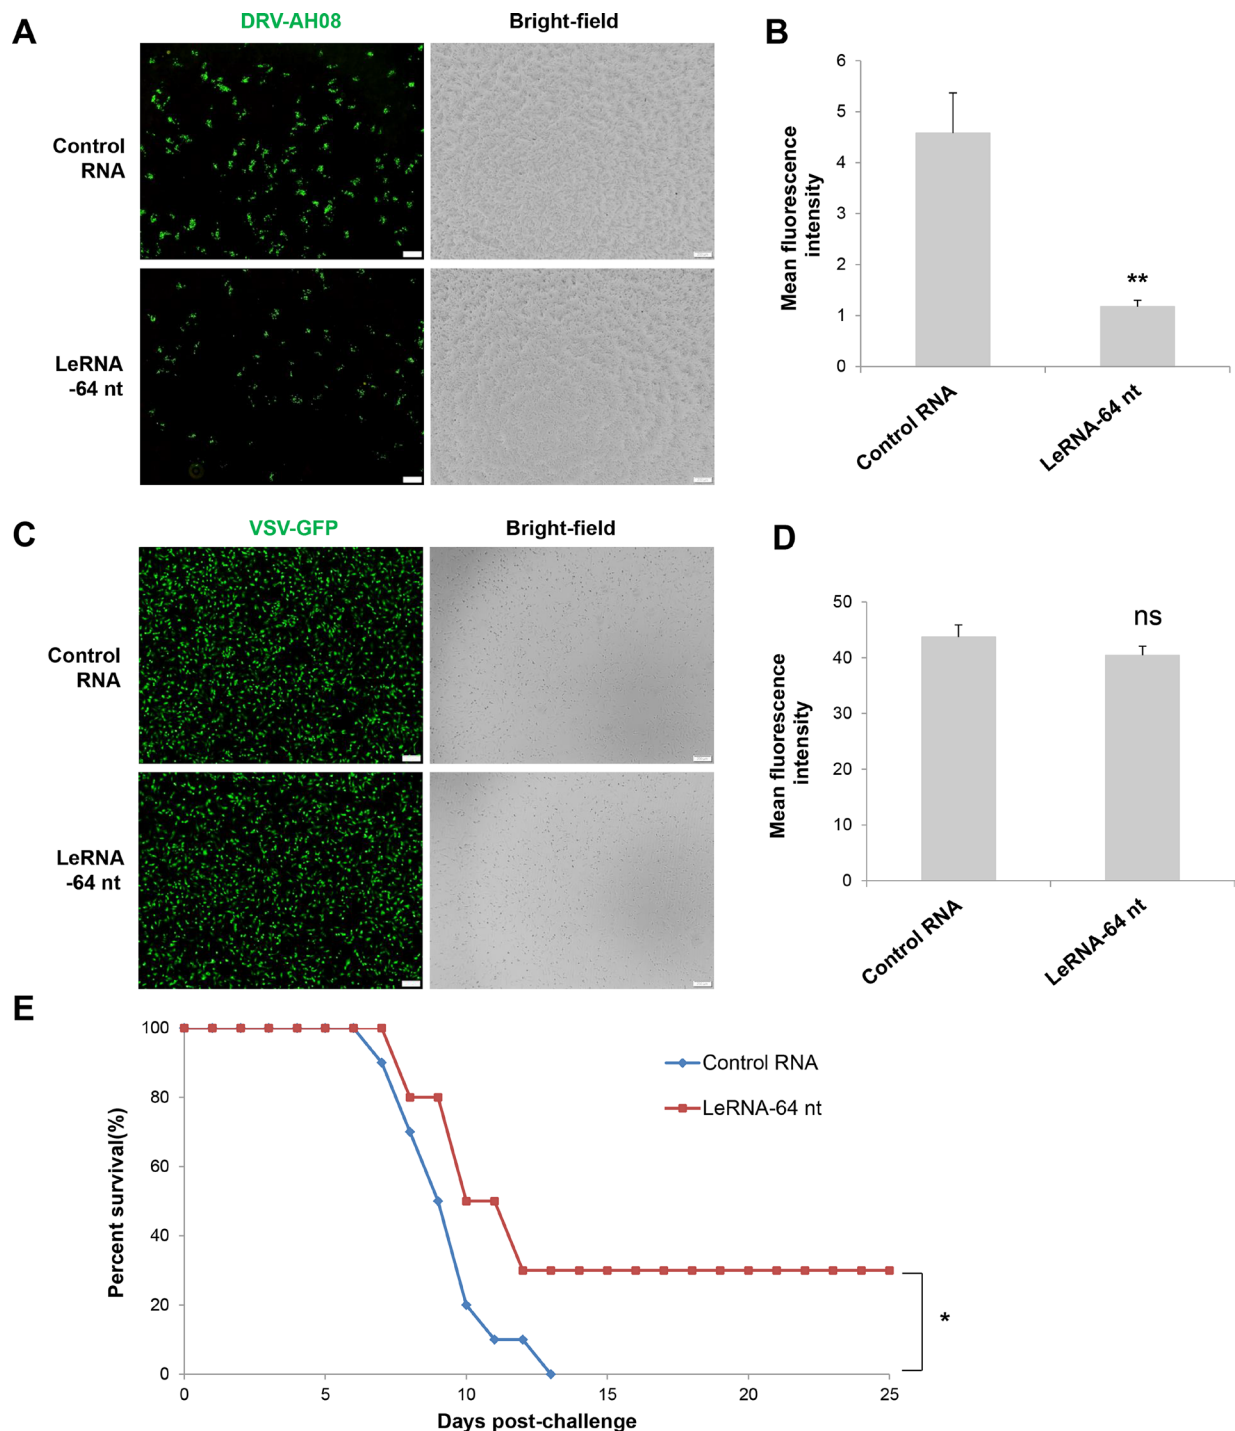 A
DRV-AH08
Bright-field
Control
RNA
LeRNA
-64 nt
B
Mean fluorescence
intensity
6
5
4
3
2
1
0
**
Control RNA
LeRNA-64 nt
C
VSV-GFP
Bright-field
Control
RNA
LeRNA
-64 nt
D
Mean fluorescence
intensity
50
40
30
20
10
0
ns
Control RNA
LeRNA-64 nt
E
Percent survival(%)
100
80
60
40
20
0
0 5 10 15 20 25
Days post-challenge
Control RNA
LeRNA-64 nt
*